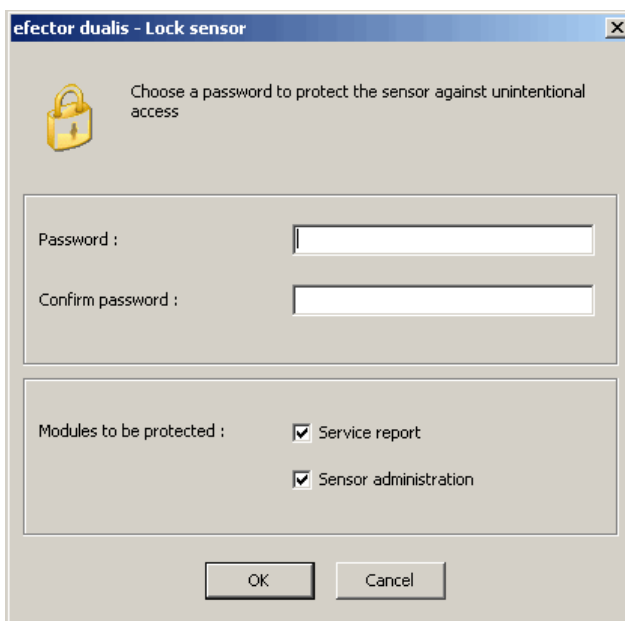 efector dualis - Lock sensor
Choose a password to protect the sensor against unintentional
access
Password :
Confirm password :
Modules to be protected :
Service report
Sensor administration
OK
Cancel